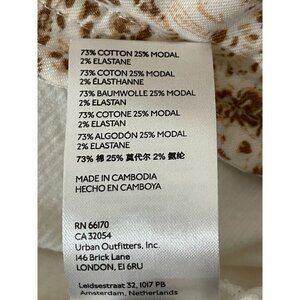 73% COTTON 25% MODAL
2% ELASTANE
73% COTON 25% MODAL
2% ÉLASTHANNE
73% BAUMWOLLE 25% MODAL
2% ELASTAN
73% COTONE 25% MODAL
2% ELASTAN
73% ALGODÓN 25% MODAL
2% ELASTANE
73% 棉 25% 莫代尔 2% 氨纶
MADE IN CAMBODIA
HECHO EN CAMBOYA
RN 66170
CA 32054
Urban Outfitters, Inc.
146 Brick Lane
LONDON, E1 6RU
Leidsestraat 32, 1017 PB
Amsterdam, Netherlands